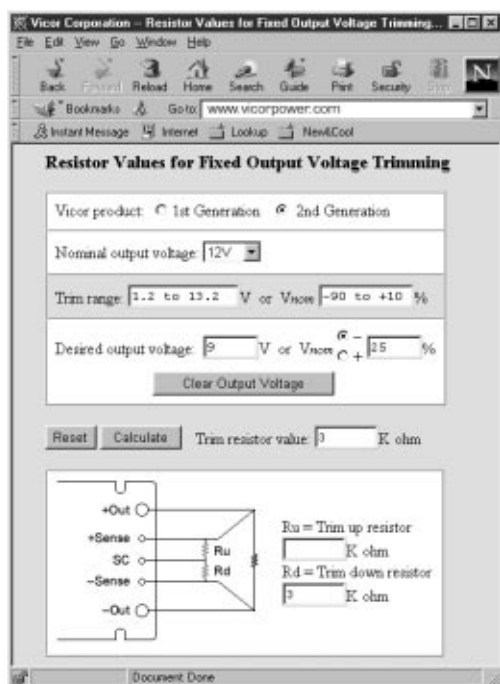 Vicor Corporation -- Resistor Values for Fixed Output Voltage Trimming...
File Edit View Go Window Help
Back Forward Reload Home Search Guide Print Security Stop
N
Bookmarks Go to: www.vicorpower.com
Instant Message Internet Lookup New&Cool
Resistor Values for Fixed Output Voltage Trimming
Vicor product: 1st Generation 2nd Generation
Nominal output voltage: 12V
Trim range: 1.2 to 13.2 V or Vnom -90 to +10 %
Desired output voltage: 9 V or Vnom - + 25 %
Clear Output Voltage
Reset Calculate Trim resistor value: 3 K ohm
+Out
+Sense
SC
-Sense
-Out
Ru
Rd
Ru = Trim up resistor
K ohm
Rd = Trim down resistor
3 K ohm
Document Done